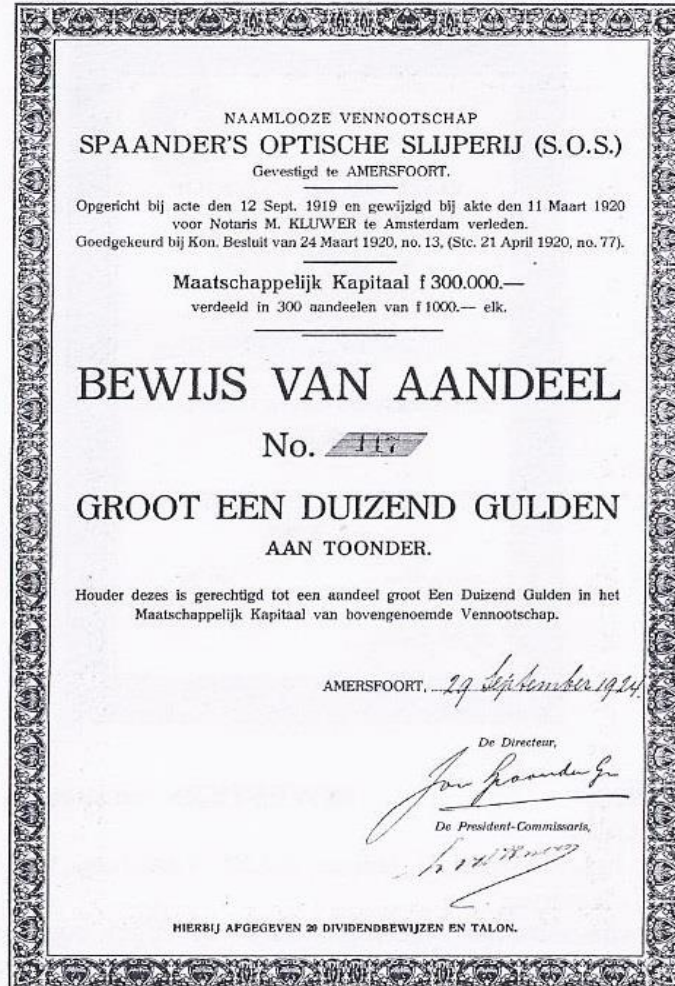 NAAMLOOZE VENNOOTSCHAP
SPAANDER'S OPTISCHE SLIJPERIJ (S.O.S.)
Gevestigd te AMERSFOORT.
Opgericht bij acte den 12 Sept. 1919 en gewijzigd bij akte den 11 Maart 1920
voor Notaris M. KLUWER te Amsterdam verleden.
Goedgekeurd bij Kon. Besluit van 24 Maart 1920, no. 13, (Stc. 21 April 1920, no. 77).
Maatschappelijk Kapitaal f 300.000.—
verdeeld in 300 aandeelen van f 1000.— elk.
BEWIJS VAN AANDEEL
No. 117
GROOT EEN DUIZEND GULDEN
AAN TOONDER.
Houder dezes is gerechtigd tot een aandeel groot Een Duizend Gulden in het
Maatschappelijk Kapitaal van bovengenoemde Vennootschap.
AMERSFOORT, 29 September 1924.
De Directeur,
Jan Spaander
De President-Commissaris,
HIERBIJ AFGEGEVEN 20 DIVIDENDBEWIJZEN EN TALON.